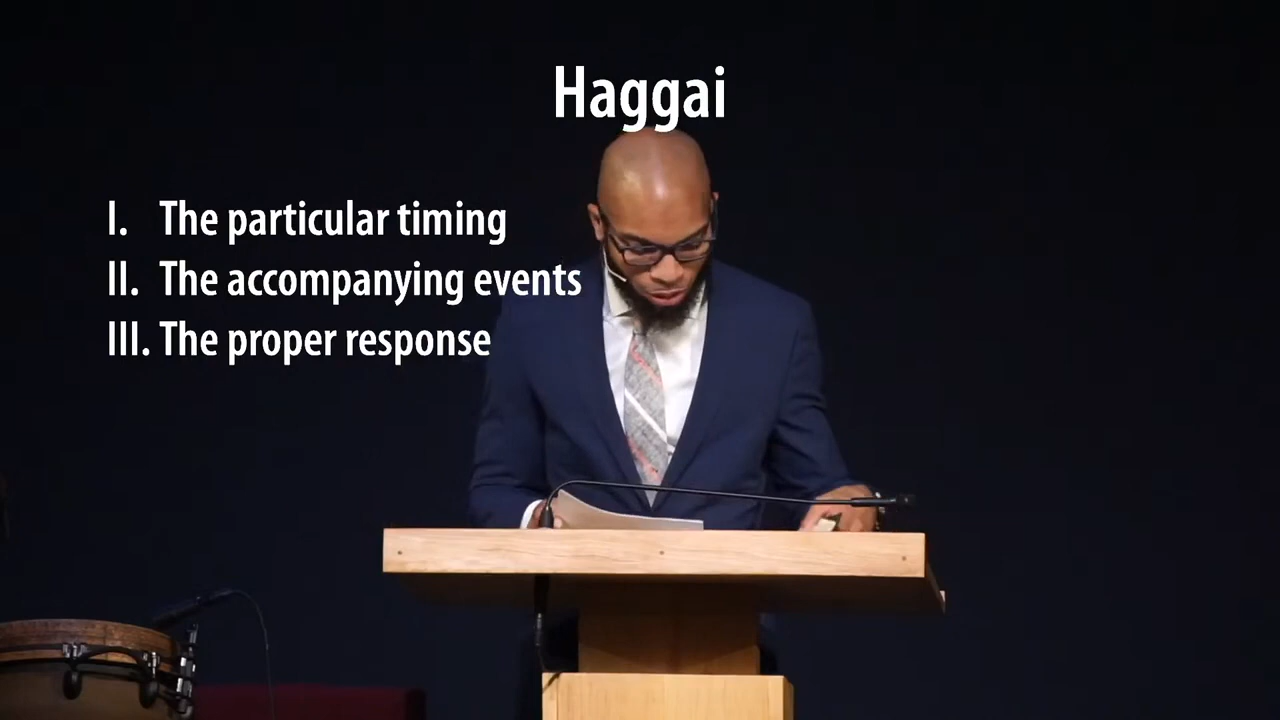 Haggai
I. The particular timing
II. The accompanying events
III. The proper response